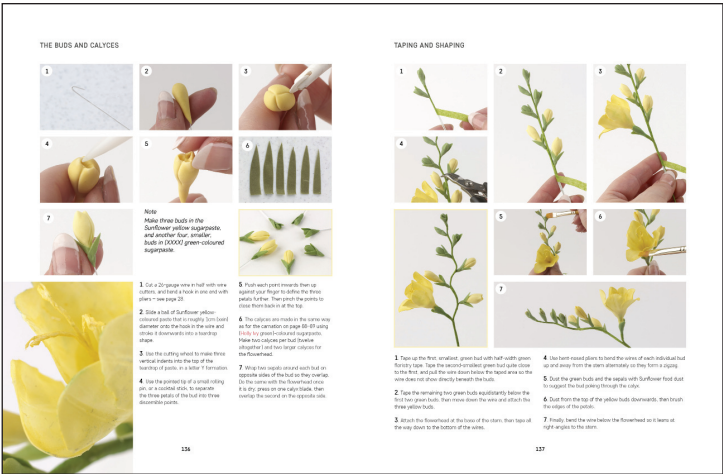 THE BUDS AND CALYCES
1
2
3
4
5
6
7
Note
Make three buds in the
Sunflower yellow sugarpaste,
and another four, smaller,
buds in (XXXX) green-coloured
sugarpaste.
1 Cut a 26-gauge wine in half with wire
cutters, and bend a hook in one end with
pliers – see page 28.
2 Slide a ball of Sunflower yellow-
coloured paste that is roughly 1cm (xxin)
diameter onto the hook in the wire and
stroke it downwards into a teardrop
shape.
3 Use the cutting wheel to make three
vertical indents into the top of the
teardrop of paste, in a letter Y formation.
4 Use the pointed tip of a small rolling
pin, or a cocktail stick, to separate
the three petals of the bud into three
discernible points.
5 Push each point inwards then up
against your finger to define the three
petals further. Then pinch the points to
close them back in at the top.
6 The calyces are made in the same way
as for the carnation on page 88–89 using
(Holly Ivy green)-coloured sugarpaste.
Make two calyces per bud (twelve
altogether) and two larger calyces for
the flowerhead.
7 Wrap two sepals around each bud on
opposite sides of the bud so they overlap.
Do the same with the flowerhead once
it is dry, press on one calyx blade, then
overlap the second on the opposite side.
136
TAPING AND SHAPING
1
2
3
4
5
6
7
1 Tape up the first, smallest, green bud with half-width green
floristry tape. Tape the second-smallest green bud quite close
to the first, and pull the wire down below the taped area so the
wire does not show directly beneath the buds.
2 Tape the remaining two green buds equidistantly below the
first two green buds, then move down the wire and attach the
three yellow buds.
3 Attach the flowerhead at the base of the stem, then tape all
the way down to the bottom of the wires.
4 Use bent-nosed pliers to bend the wires of each individual bud
up and away from the stem alternately so they form a zigzag.
5 Dust the green buds and the sepals with Sunflower food dust
to suggest the bud poking through the calyx.
6 Dust from the top of the yellow buds downwards, then brush
the edges of the petals.
7 Finally, bend the wire below the flowerhead so it leans at
right angles to the stem.
137